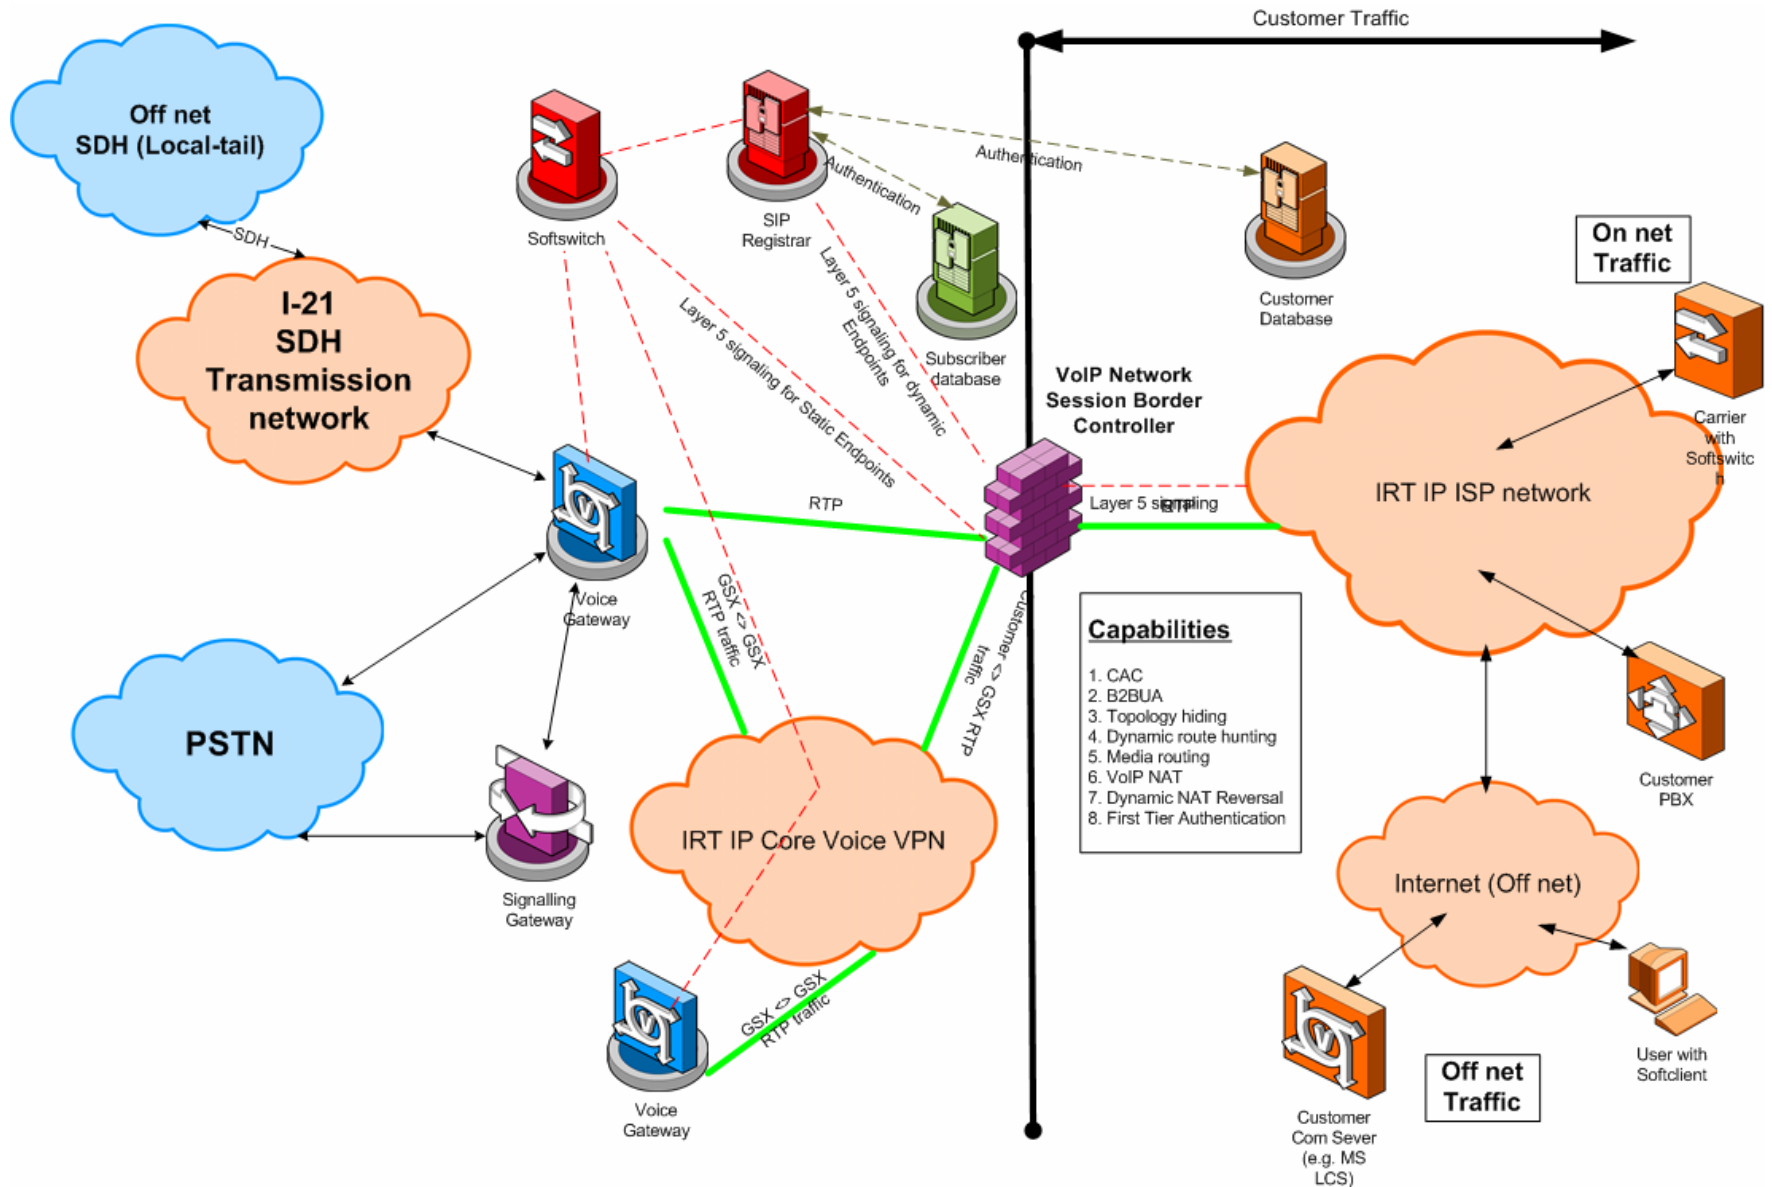 Customer Traffic
Off net
SDH (Local-tail)
SDH
Softswitch
SIP
Registrar
Authentication
Authentication
Subscriber
database
Customer
Database
On net
Traffic
I-21
SDH
Transmission
network
Layer 5 signaling for Static Endpoints
Layer 5 signaling for dynamic
Endpoints
VoIP Network
Session Border
Controller
Carrier
with
Softswitc
h
IRT IP ISP network
RTP
Layer 5 signaling
RTP
Voice
Gateway
GSX <> GSX
RTP traffic
Customer <> GSX RTP
traffic
Capabilities
1. CAC
2. B2BUA
3. Topology hiding
4. Dynamic route hunting
5. Media routing
6. VoIP NAT
7. Dynamic NAT Reversal
8. First Tier Authentication
PSTN
Customer
PBX
IRT IP Core Voice VPN
Signalling
Gateway
Internet (Off net)
GSX <> GSX
RTP traffic
Voice
Gateway
User with
Softclient
Off net
Traffic
Customer
Com Sever
(e.g. MS
LCS)
V
V
V